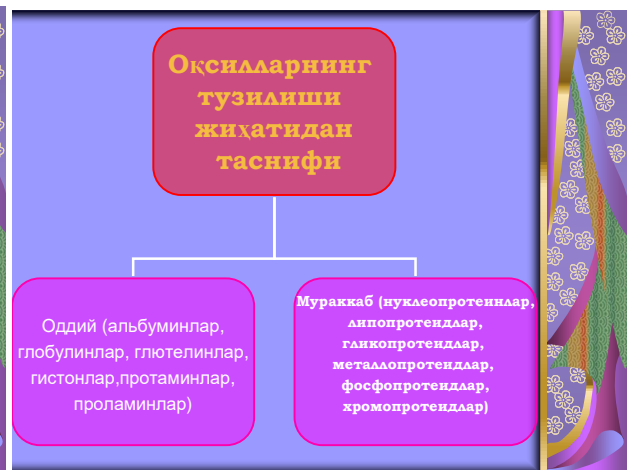 Оқсилларнинг
тузилиши
жиҳатидан
таснифи
Оддий (альбуминлар,
глобулинлар, глютелинлар,
гистонлар,протаминлар,
проламинлар)
Мураккаб (нуклеопротеинлар,
липопротеидлар,
гликопротеидлар,
металлопротеидлар,
фосфопротеидлар,
хромопротеидлар)